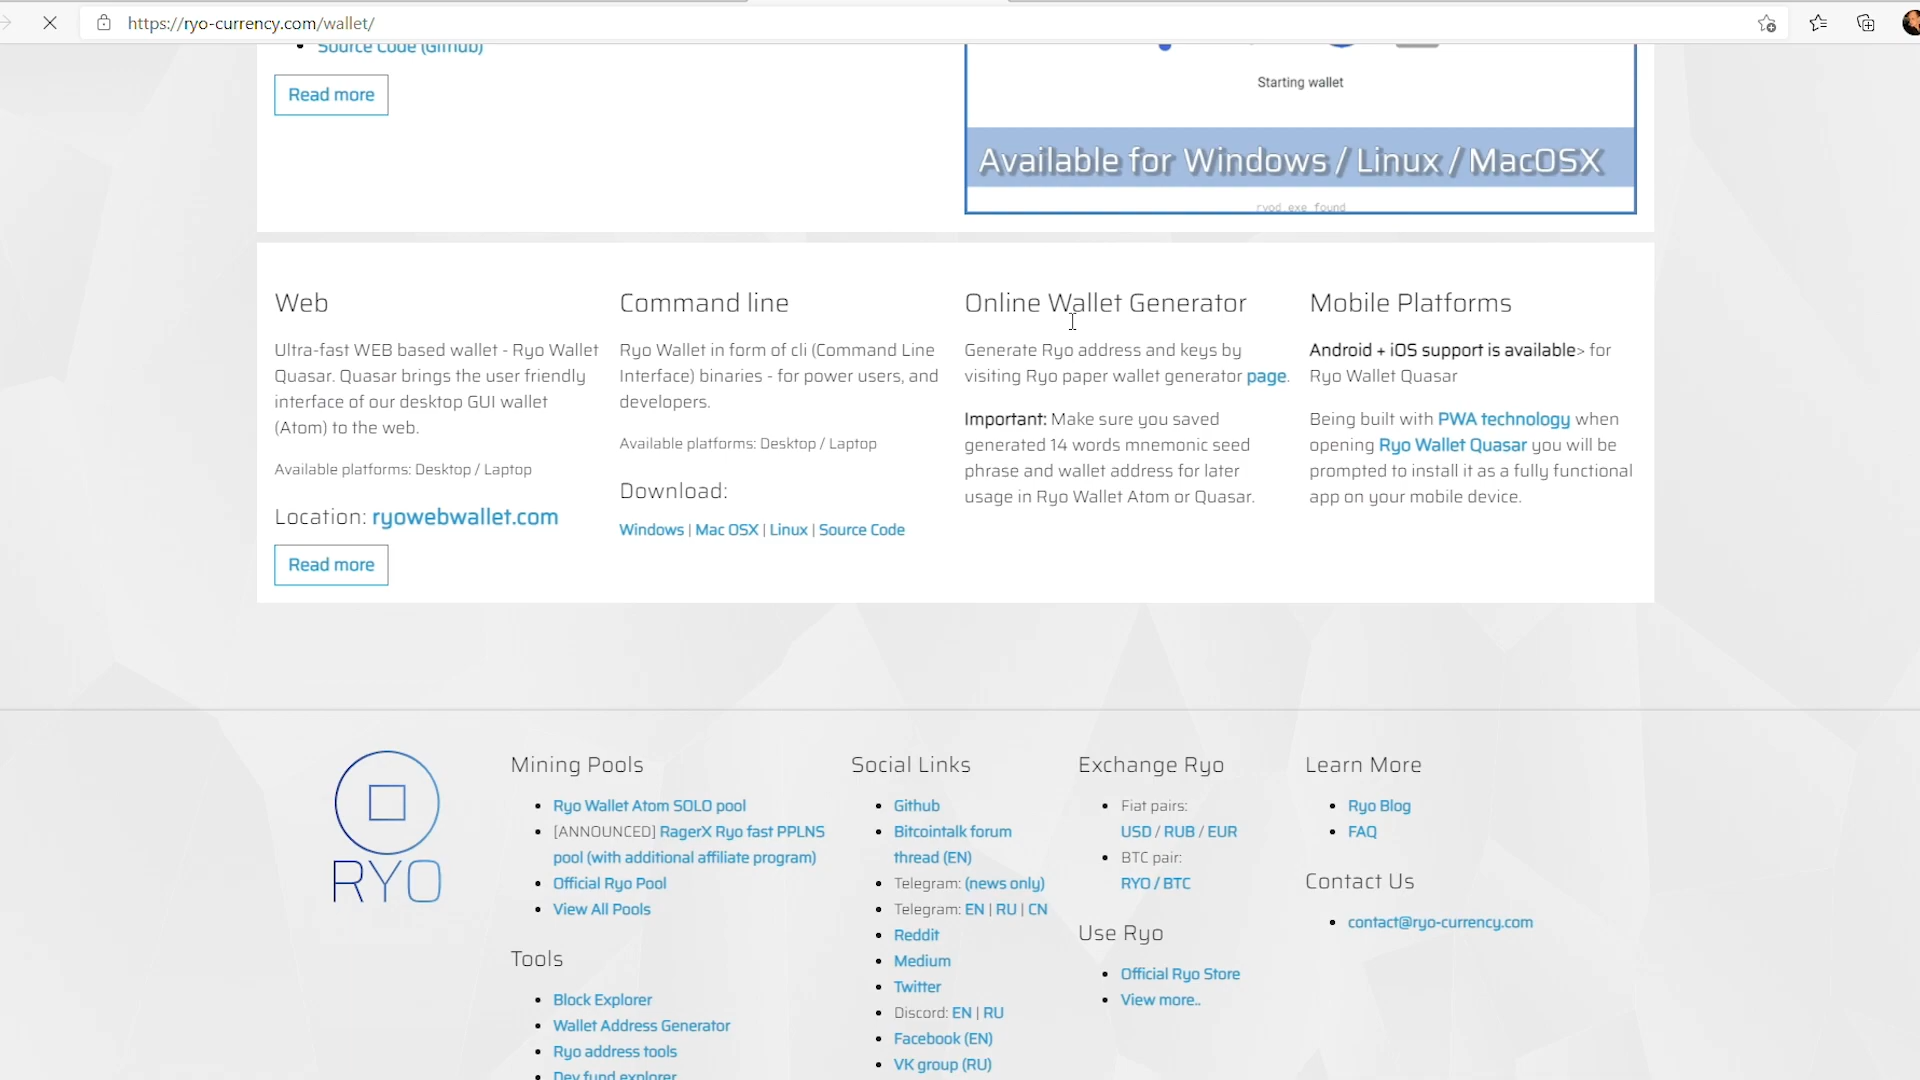 https://ryo-currency.com/wallet/
Source Code (Github)
Read more
Starting wallet
Available for Windows / Linux / MacOSX
ryod.exe found
Web
Ultra-fast WEB based wallet - Ryo Wallet
Quasar. Quasar brings the user friendly
interface of our desktop GUI wallet
(Atom) to the web.
Available platforms: Desktop / Laptop
Location: ryowebwallet.com
Read more
Command line
Ryo Wallet in form of cli (Command Line
Interface) binaries - for power users, and
developers.
Available platforms: Desktop / Laptop
Download:
Windows | Mac OSX | Linux | Source Code
Online Wallet Generator
Generate Ryo address and keys by
visiting Ryo paper wallet generator page.
Important: Make sure you saved
generated 14 words mnemonic seed
phrase and wallet address for later
usage in Ryo Wallet Atom or Quasar.
Mobile Platforms
Android + iOS support is available> for
Ryo Wallet Quasar
Being built with PWA technology when
opening Ryo Wallet Quasar you will be
prompted to install it as a fully functional
app on your mobile device.
RYO
Mining Pools
Ryo Wallet Atom SOLO pool
[ANNOUNCED] RagerX Ryo fast PPLNS
pool (with additional affiliate program)
Official Ryo Pool
View All Pools
Tools
Block Explorer
Wallet Address Generator
Ryo address tools
Dev fund explorer
Social Links
Github
Bitcointalk forum
thread (EN)
Telegram: (news only)
Telegram: EN | RU | CN
Reddit
Medium
Twitter
Discord: EN | RU
Facebook (EN)
VK group (RU)
Exchange Ryo
Fiat pairs:
USD / RUB / EUR
BTC pair:
RYO / BTC
Use Ryo
Official Ryo Store
View more..
Learn More
Ryo Blog
FAQ
Contact Us
contact@ryo-currency.com